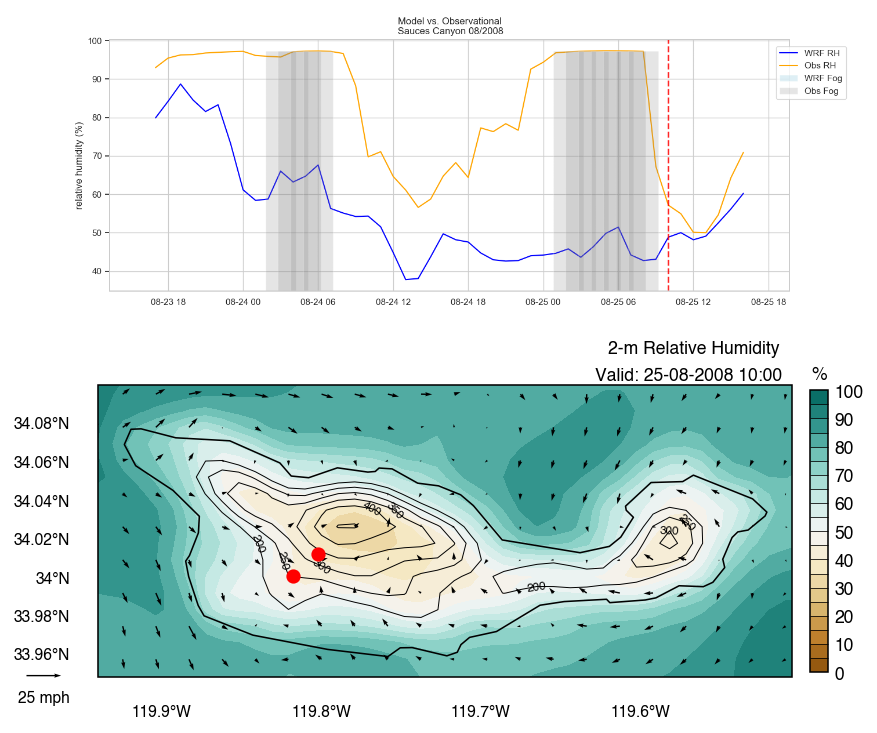 Model vs. Observational
Sauces Canyon 08/2008
relative humidity (%)
100
90
80
70
60
50
40
08-23 18
08-24 00
08-24 06
08-24 12
08-24 18
08-25 00
08-25 06
08-25 12
08-25 18
WRF RH
Obs RH
WRF Fog
Obs Fog
2-m Relative Humidity
Valid: 25-08-2008 10:00
%
34.08°N
34.06°N
34.04°N
34.02°N
34°N
33.98°N
33.96°N
25 mph
119.9°W
119.8°W
119.7°W
119.6°W
400
200
250
200
300
100
90
80
70
60
50
40
30
20
10
0